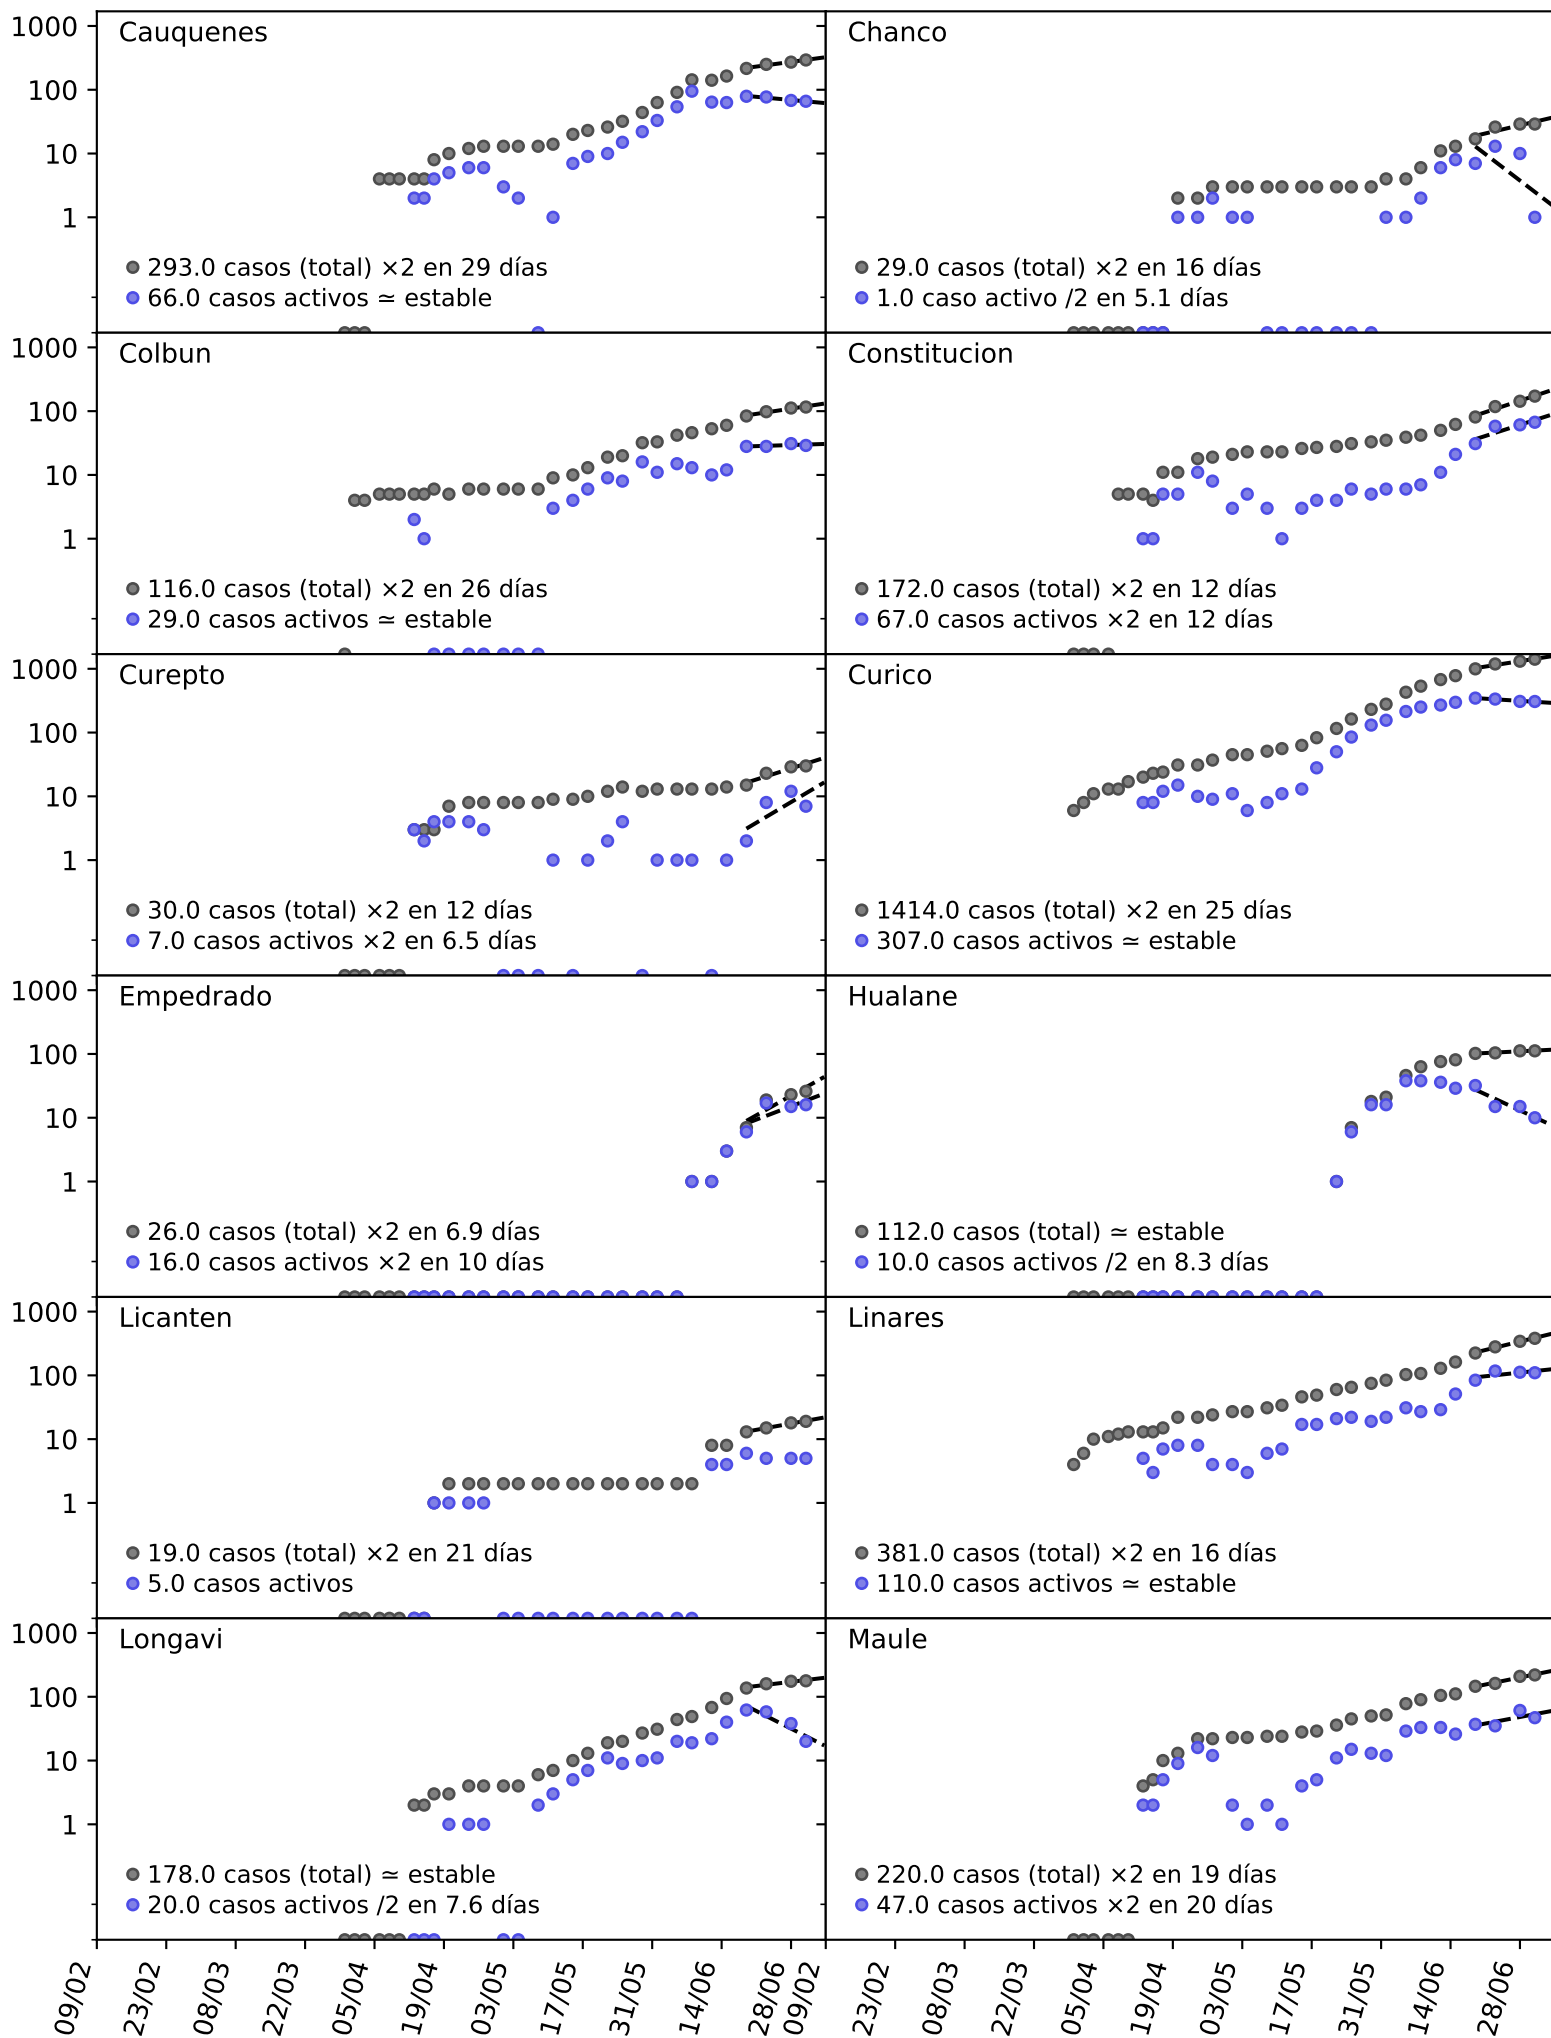 1000
100
10
1
Cauquenes
293.0 casos (total) ×2 en 29 días
66.0 casos activos ≃ estable
Chanco
29.0 casos (total) ×2 en 16 días
1.0 caso activo /2 en 5.1 días
1000
100
10
1
Colbun
116.0 casos (total) ×2 en 26 días
29.0 casos activos ≃ estable
Constitucion
172.0 casos (total) ×2 en 12 días
67.0 casos activos ×2 en 12 días
1000
100
10
1
Curepto
30.0 casos (total) ×2 en 12 días
7.0 casos activos ×2 en 6.5 días
Curico
1414.0 casos (total) ×2 en 25 días
307.0 casos activos ≃ estable
1000
100
10
1
Empedrado
26.0 casos (total) ×2 en 6.9 días
16.0 casos activos ×2 en 10 días
Hualane
112.0 casos (total) ≃ estable
10.0 casos activos /2 en 8.3 días
1000
100
10
1
Licanten
19.0 casos (total) ×2 en 21 días
5.0 casos activos
Linares
381.0 casos (total) ×2 en 16 días
110.0 casos activos ≃ estable
1000
100
10
1
Longavi
178.0 casos (total) ≃ estable
20.0 casos activos /2 en 7.6 días
Maule
220.0 casos (total) ×2 en 19 días
47.0 casos activos ×2 en 20 días
09/02
23/02
08/03
22/03
05/04
19/04
03/05
17/05
31/05
14/06
28/06
09/02
23/02
08/03
22/03
05/04
19/04
03/05
17/05
31/05
14/06
28/06